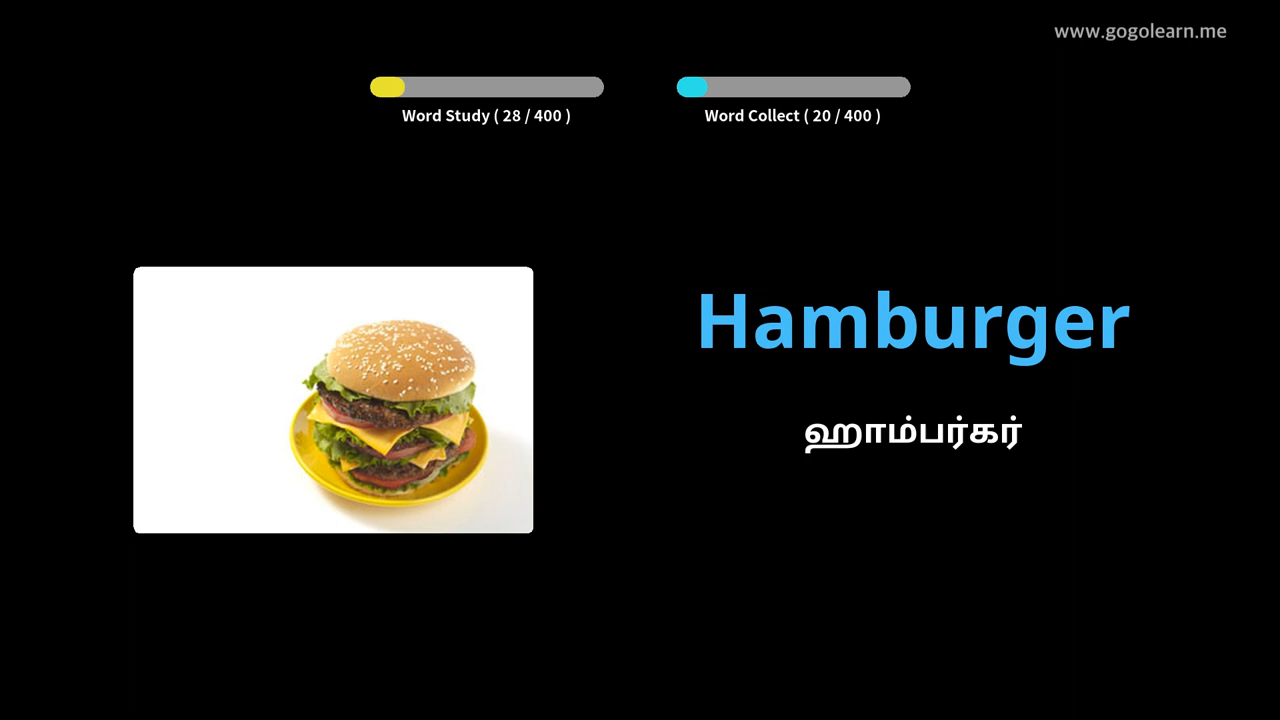 www.gogolearn.me
Word Study ( 28 / 400 )
Word Collect ( 20 / 400 )
Hamburger
ஹாம்பர்கர்